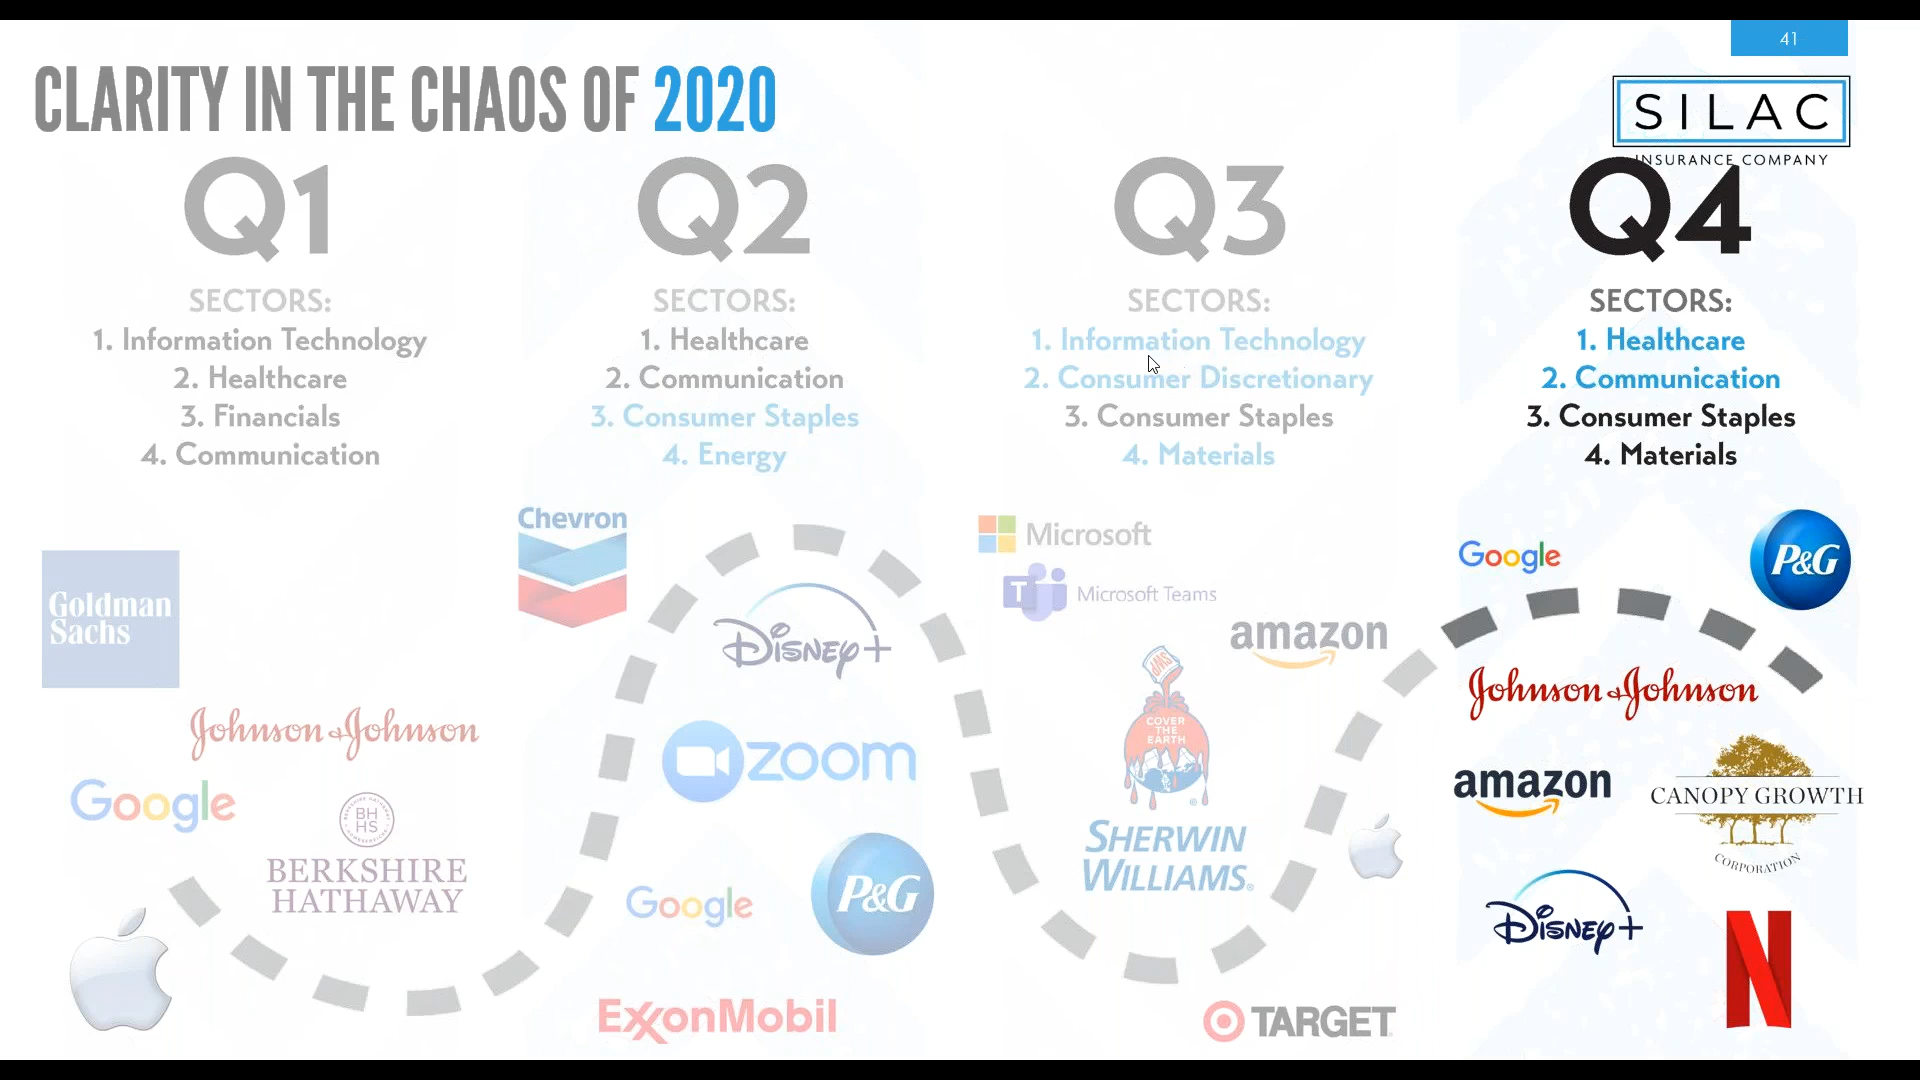 41
CLARITY IN THE CHAOS OF 2020
SILAC
INSURANCE COMPANY
Q1
SECTORS:
1. Information Technology
2. Healthcare
3. Financials
4. Communication
Goldman
Sachs
Johnson & Johnson
Google
BH
HS
BERKSHIRE
HATHAWAY
Q2
SECTORS:
1. Healthcare
2. Communication
3. Consumer Staples
4. Energy
Chevron
Disney+
zoom
Google
P&G
ExxonMobil
Q3
SECTORS:
1. Information Technology
2. Consumer Discretionary
3. Consumer Staples
4. Materials
Microsoft
T
Microsoft Teams
amazon
SWP
COVER
THE
EARTH
SHERWIN
WILLIAMS®
TARGET
Q4
SECTORS:
1. Healthcare
2. Communication
3. Consumer Staples
4. Materials
Google
P&G
Johnson & Johnson
amazon
CANOPY GROWTH
CORPORATION
Disney+
N